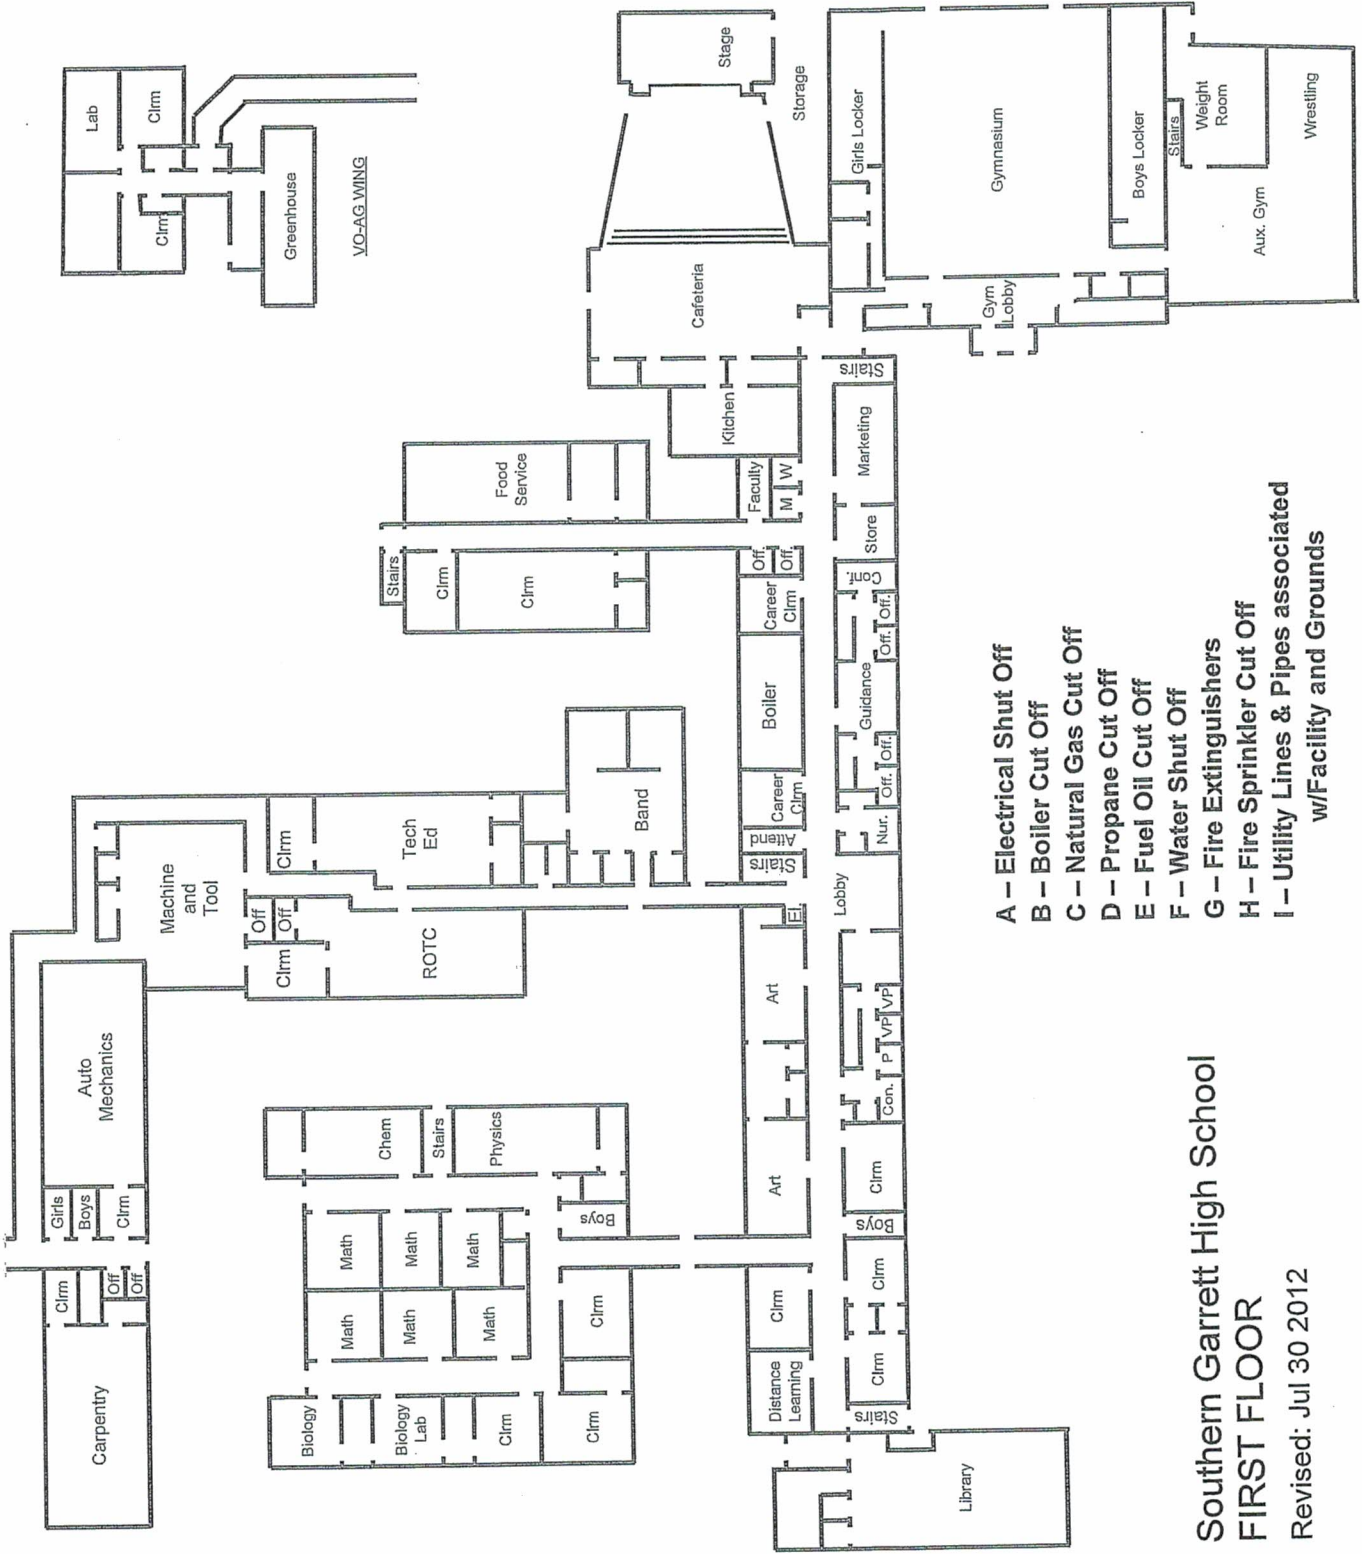 Carpentry
Clrm
Off
Off
Girls
Boys
Clrm
Auto
Mechanics
Machine
and
Tool
Off
Off
Clrm
ROTC
Clrm
Tech
Ed
Band
Lab
Clrm
Clrm
Greenhouse
VO-AG WING
Biology
Biology
Lab
Clrm
Clrm
Math
Math
Math
Math
Math
Math
Clrm
Chem
Stairs
Physics
Boys
Stairs
Clrm
Clrm
Food
Service
Distance
Learning
Clrm
Art
Art
El.
Stairs
Attend
Career
Clrm
Boiler
Career
Clrm
Off.
Off.
Faculty
M
W
Kitchen
Cafeteria
Stage
Storage
Library
Stairs
Clrm
Clrm
Boys
Clrm
Con.
P
VP
VP
Lobby
Nur.
Off.
Off.
Guidance
Off.
Off.
Conf.
Store
Marketing
Stairs
Girls Locker
Gym
Lobby
Gymnasium
Boys Locker
Stairs
Weight
Room
Aux. Gym
Wrestling
A – Electrical Shut Off
B – Boiler Cut Off
C – Natural Gas Cut Off
D – Propane Cut Off
E – Fuel Oil Cut Off
F – Water Shut Off
G – Fire Extinguishers
H – Fire Sprinkler Cut Off
I – Utility Lines & Pipes associated
w/Facility and Grounds
Southern Garrett High School
FIRST FLOOR
Revised: Jul 30 2012